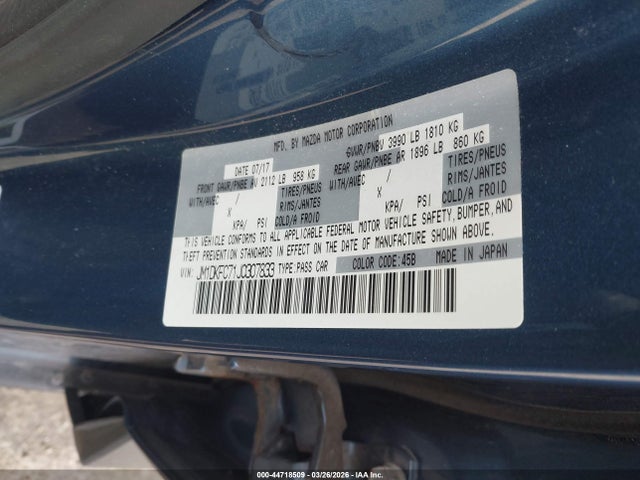 MFD. BY MAZDA MOTOR CORPORATION
DATE 07/17 GVWR/PNBV 3990 LB 1810 KG
FRONT GAWR/PNBE AV 2112 LB 958 KG REAR GAWR/PNBE AR 1896 LB 860 KG
WITH/AVEC / TIRES/PNEUS WITH/AVEC / TIRES/PNEUS
X RIMS/JANTES X RIMS/JANTES
KPA/ PSI COLD/A FROID KPA/ PSI COLD/A FROID
THIS VEHICLE CONFORMS TO ALL APPLICABLE FEDERAL MOTOR VEHICLE SAFETY, BUMPER, AND
THEFT PREVENTION STANDARDS IN EFFECT ON THE DATE OF MANUFACTURE SHOWN ABOVE.
VIN: JM1DKFC71J0307833 TYPE:PASS CAR COLOR CODE:45B MADE IN JAPAN
000-44718509 | 03/26/2026 - IAA Inc.